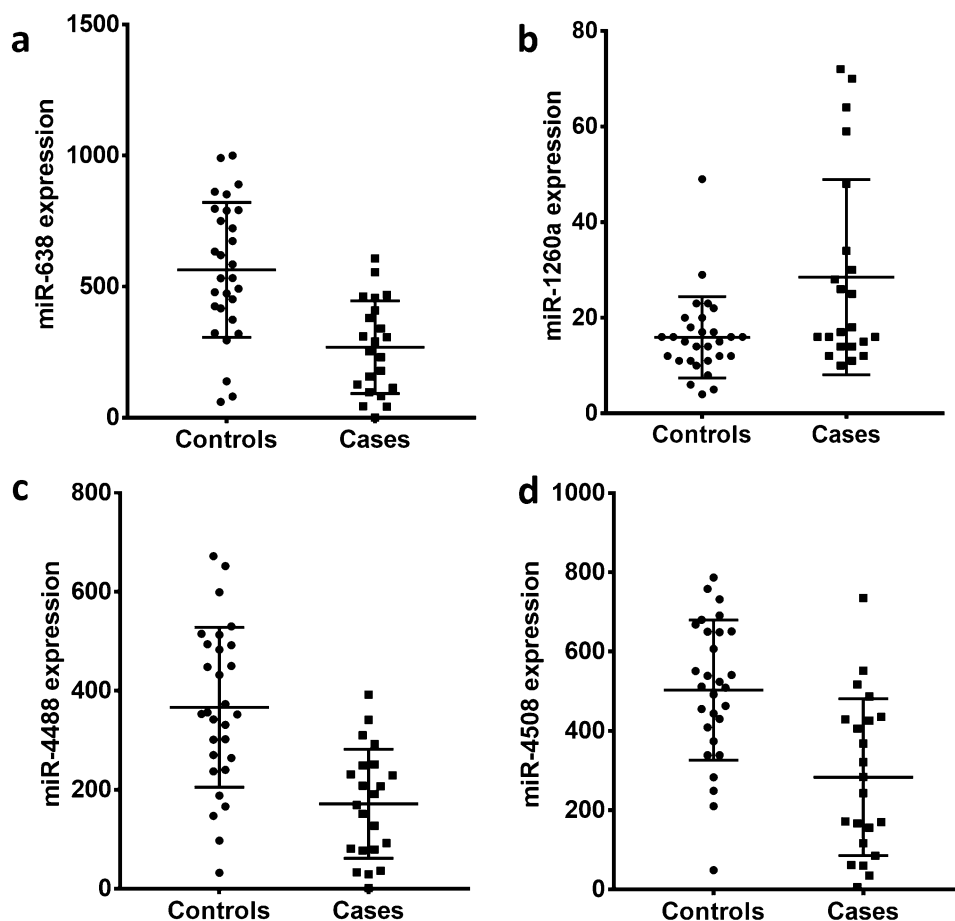 a
miR-638 expression
1500
1000
500
0
Controls
Cases
b
miR-1260a expression
80
60
40
20
0
Controls
Cases
c
miR-4488 expression
800
600
400
200
0
Controls
Cases
d
miR-4508 expression
1000
800
600
400
200
0
Controls
Cases